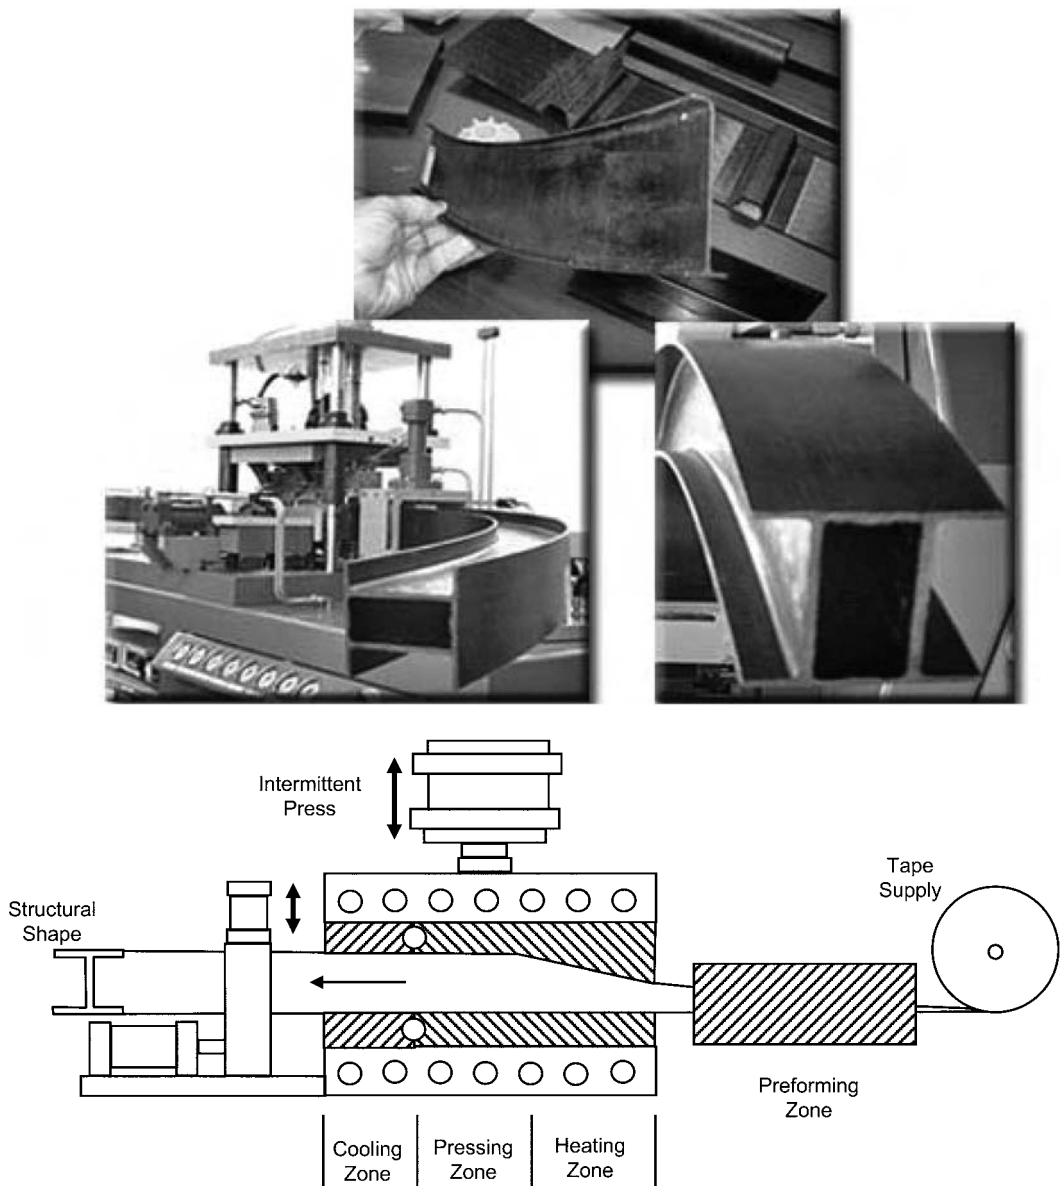 Intermittent
Press
Tape
Supply
Structural
Shape
Preforming
Zone
Cooling
Zone
Pressing
Zone
Heating
Zone